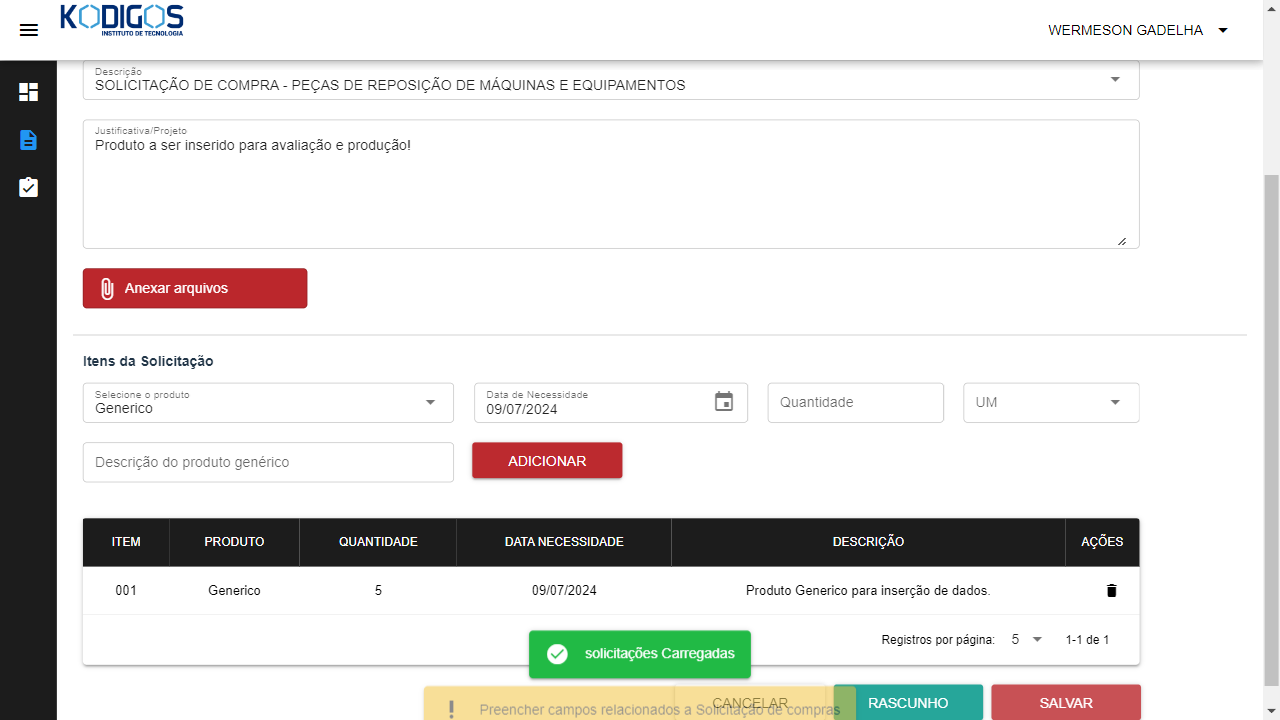 KODIGOS
INSTITUTO DE TECNOLOGIA
WERMESON GADELHA
Descrição
SOLICITAÇÃO DE COMPRA - PEÇAS DE REPOSIÇÃO DE MÁQUINAS E EQUIPAMENTOS
Justificativa/Projeto
Produto a ser inserido para avaliação e produção!
Anexar arquivos
Itens da Solicitação
Selecione o produto
Generico
Data de Necessidade
09/07/2024
Quantidade
UM
Descrição do produto genérico
ADICIONAR
ITEM PRODUTO QUANTIDADE DATA NECESSIDADE DESCRIÇÃO AÇÕES
001 Generico 5 09/07/2024 Produto Generico para inserção de dados.
Registros por página: 5 1-1 de 1
solicitações Carregadas
CANCELAR RASCUNHO SALVAR
Preencher campos relacionados a Solicitação de compras